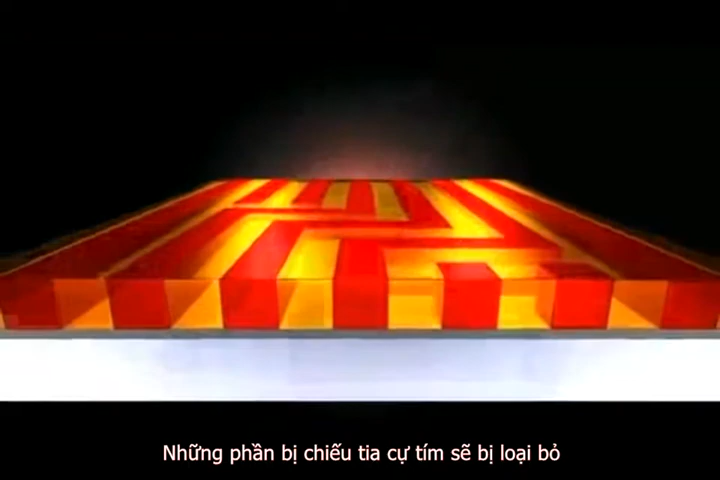 Những phần bị chiếu tia cự tím sẽ bị loại bỏ